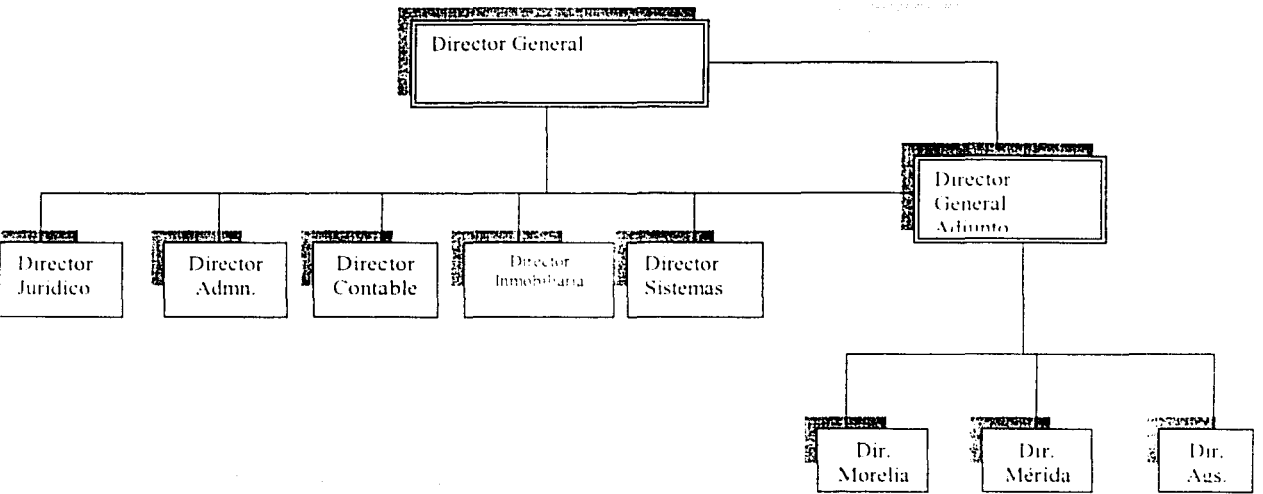 Director General
Director
General
Adjunto
Director
Jurídico
Director
Admn.
Director
Contable
Director
Inmobiliaria
Director
Sistemas
Dir.
Morelia
Dir.
Mérida
Dir.
Ags.